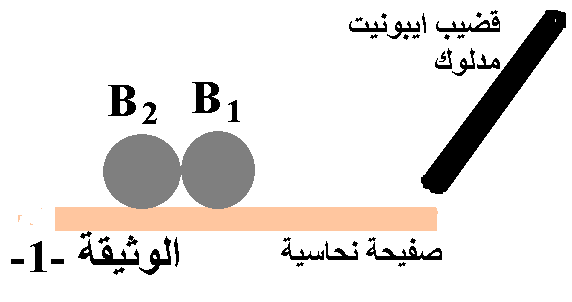 قضيب ايبونيت
مدلوك
B2 B1
صفيحة نحاسية
الوثيقة -1-